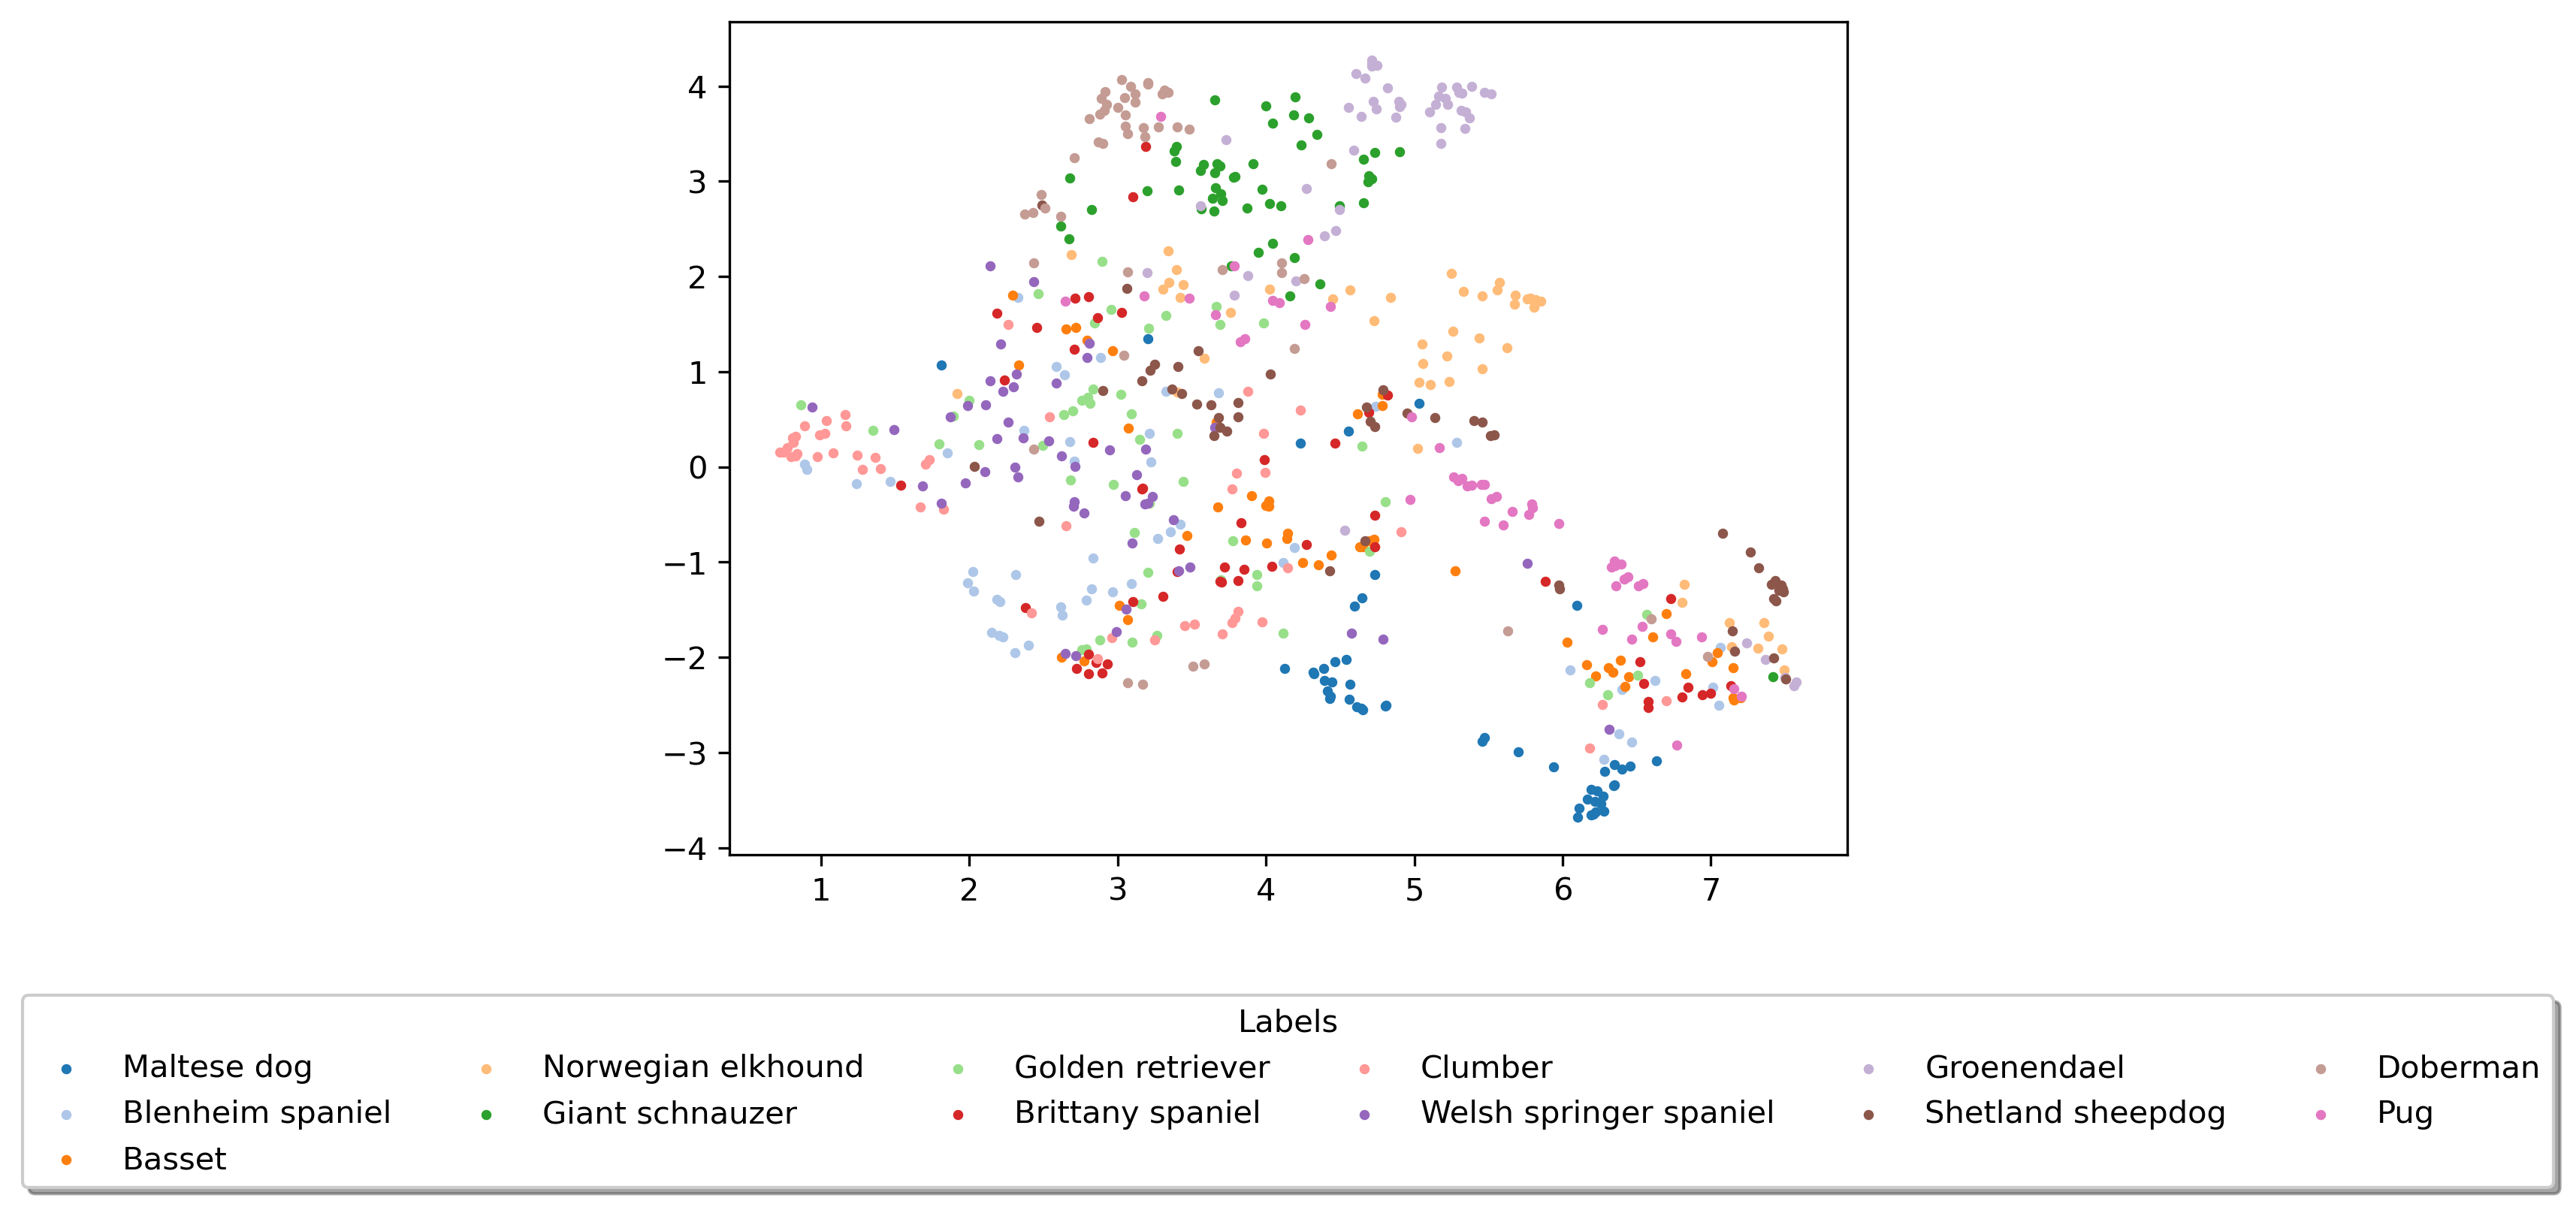 4
3
2
1
0
−1
−2
−3
−4
1 2 3 4 5 6 7
Labels
Maltese dog Norwegian elkhound Golden retriever Clumber Groenendael Doberman
Blenheim spaniel Giant schnauzer Brittany spaniel Welsh springer spaniel Shetland sheepdog Pug
Basset